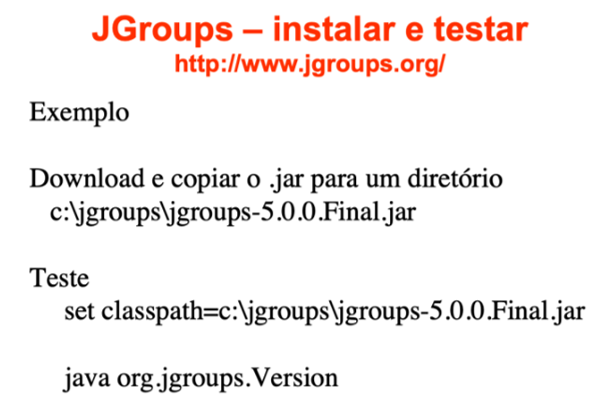 JGroups – instalar e testar
http://www.jgroups.org/
Exemplo
Download e copiar o .jar para um diretório
c:\jgroups\jgroups-5.0.0.Final.jar
Teste
set classpath=c:\jgroups\jgroups-5.0.0.Final.jar
java org.jgroups.Version